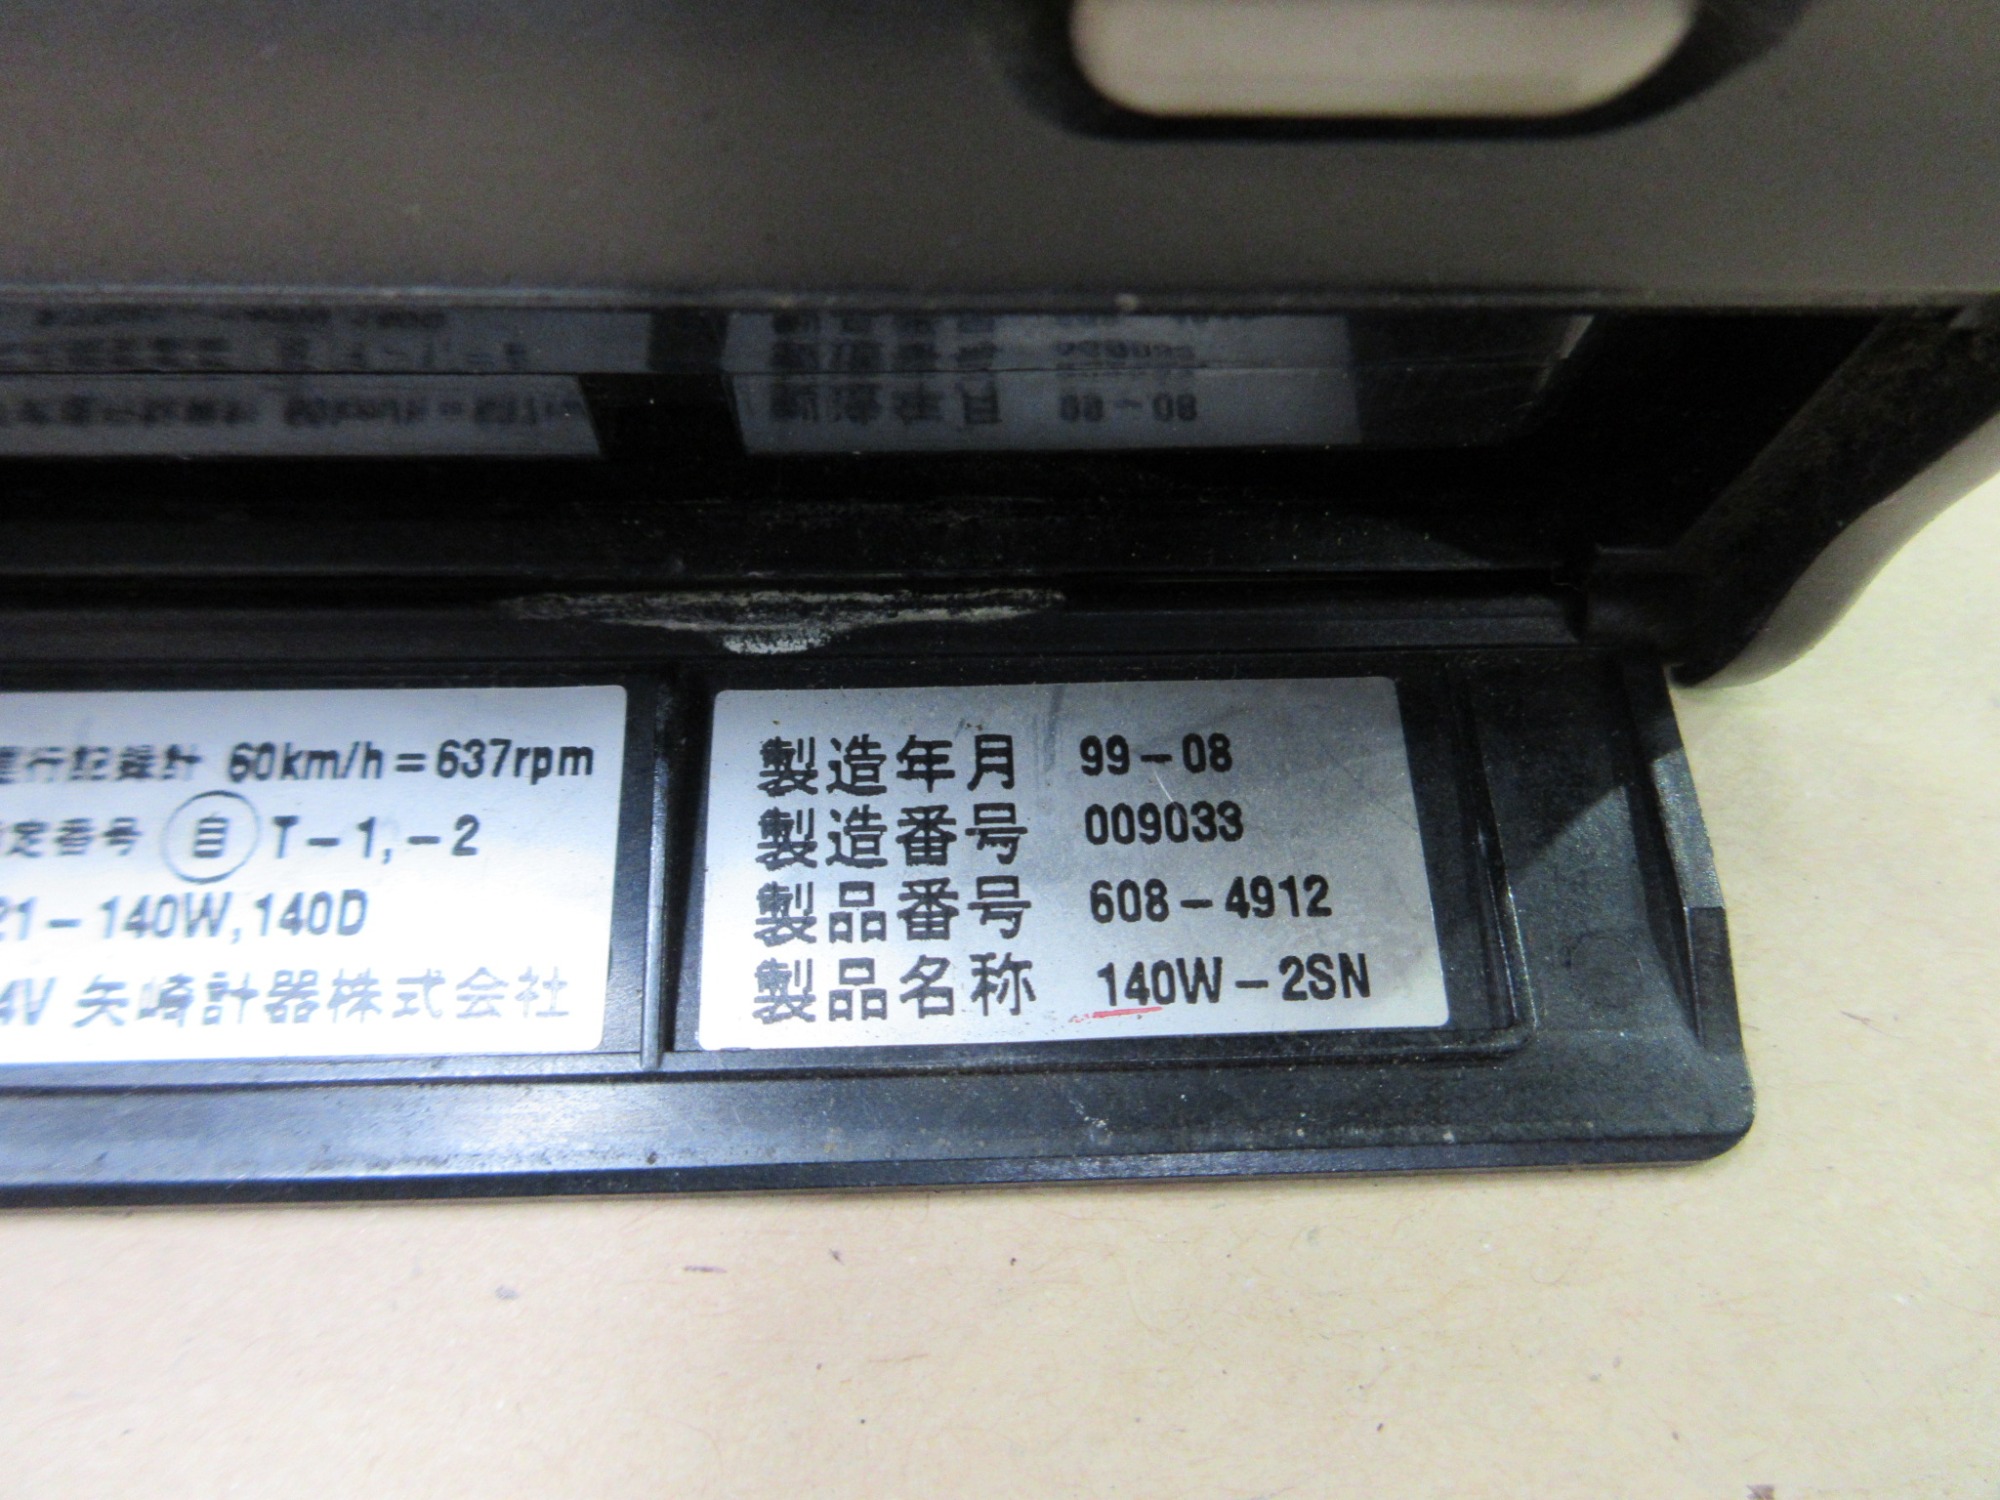 行記録計 60km/h=637rpm
定番号 自 T-1,-2
21-140W,140D
4V 矢崎計器株式会社
製造年月 99-08
製造番号 009033
製品番号 608-4912
製品名称 140W-2SN